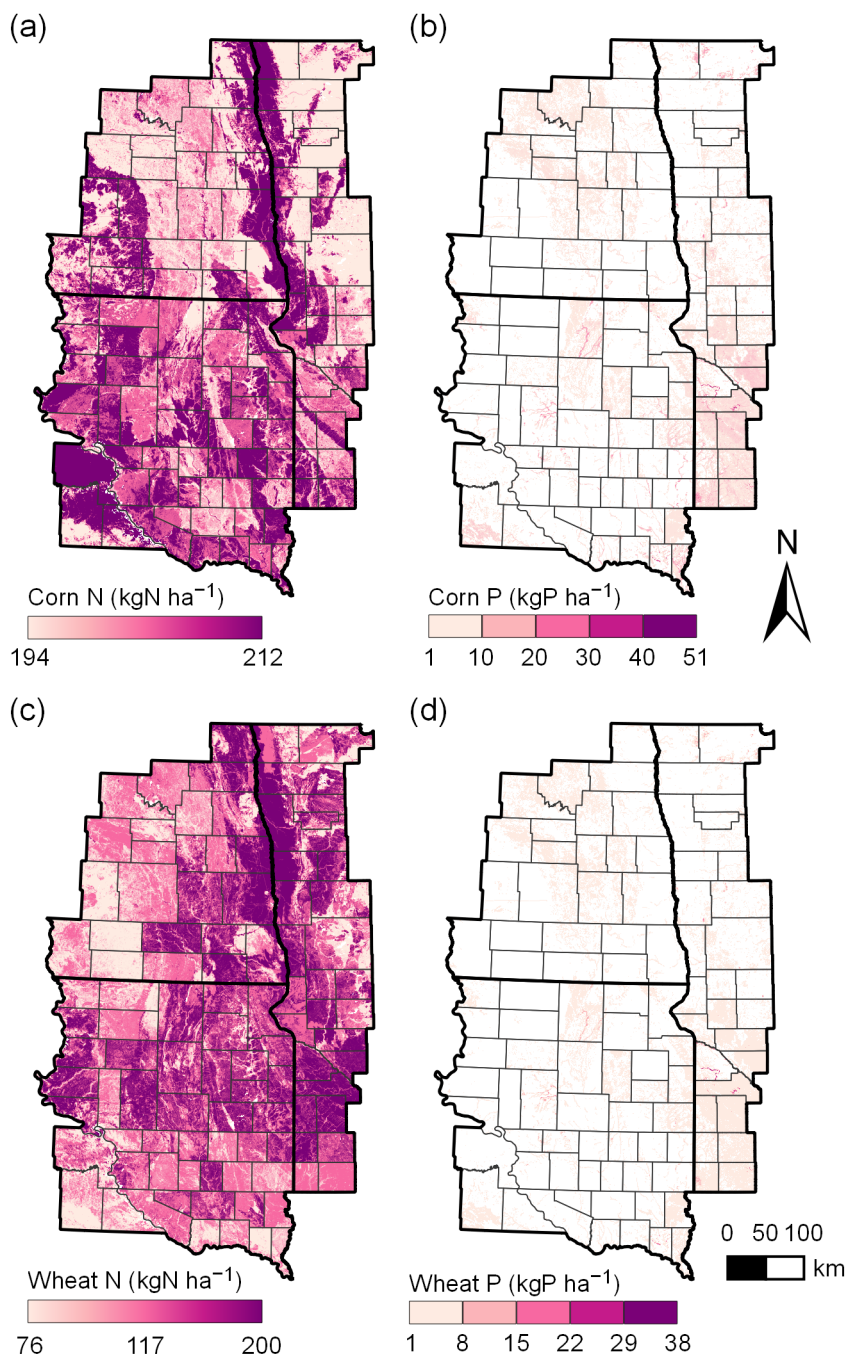 (a)
(b)
N
Corn N (kgN ha⁻¹)
194 212
Corn P (kgP ha⁻¹)
1 10 20 30 40 51
(c)
(d)
0 50 100
km
Wheat N (kgN ha⁻¹)
76 117 200
Wheat P (kgP ha⁻¹)
1 8 15 22 29 38